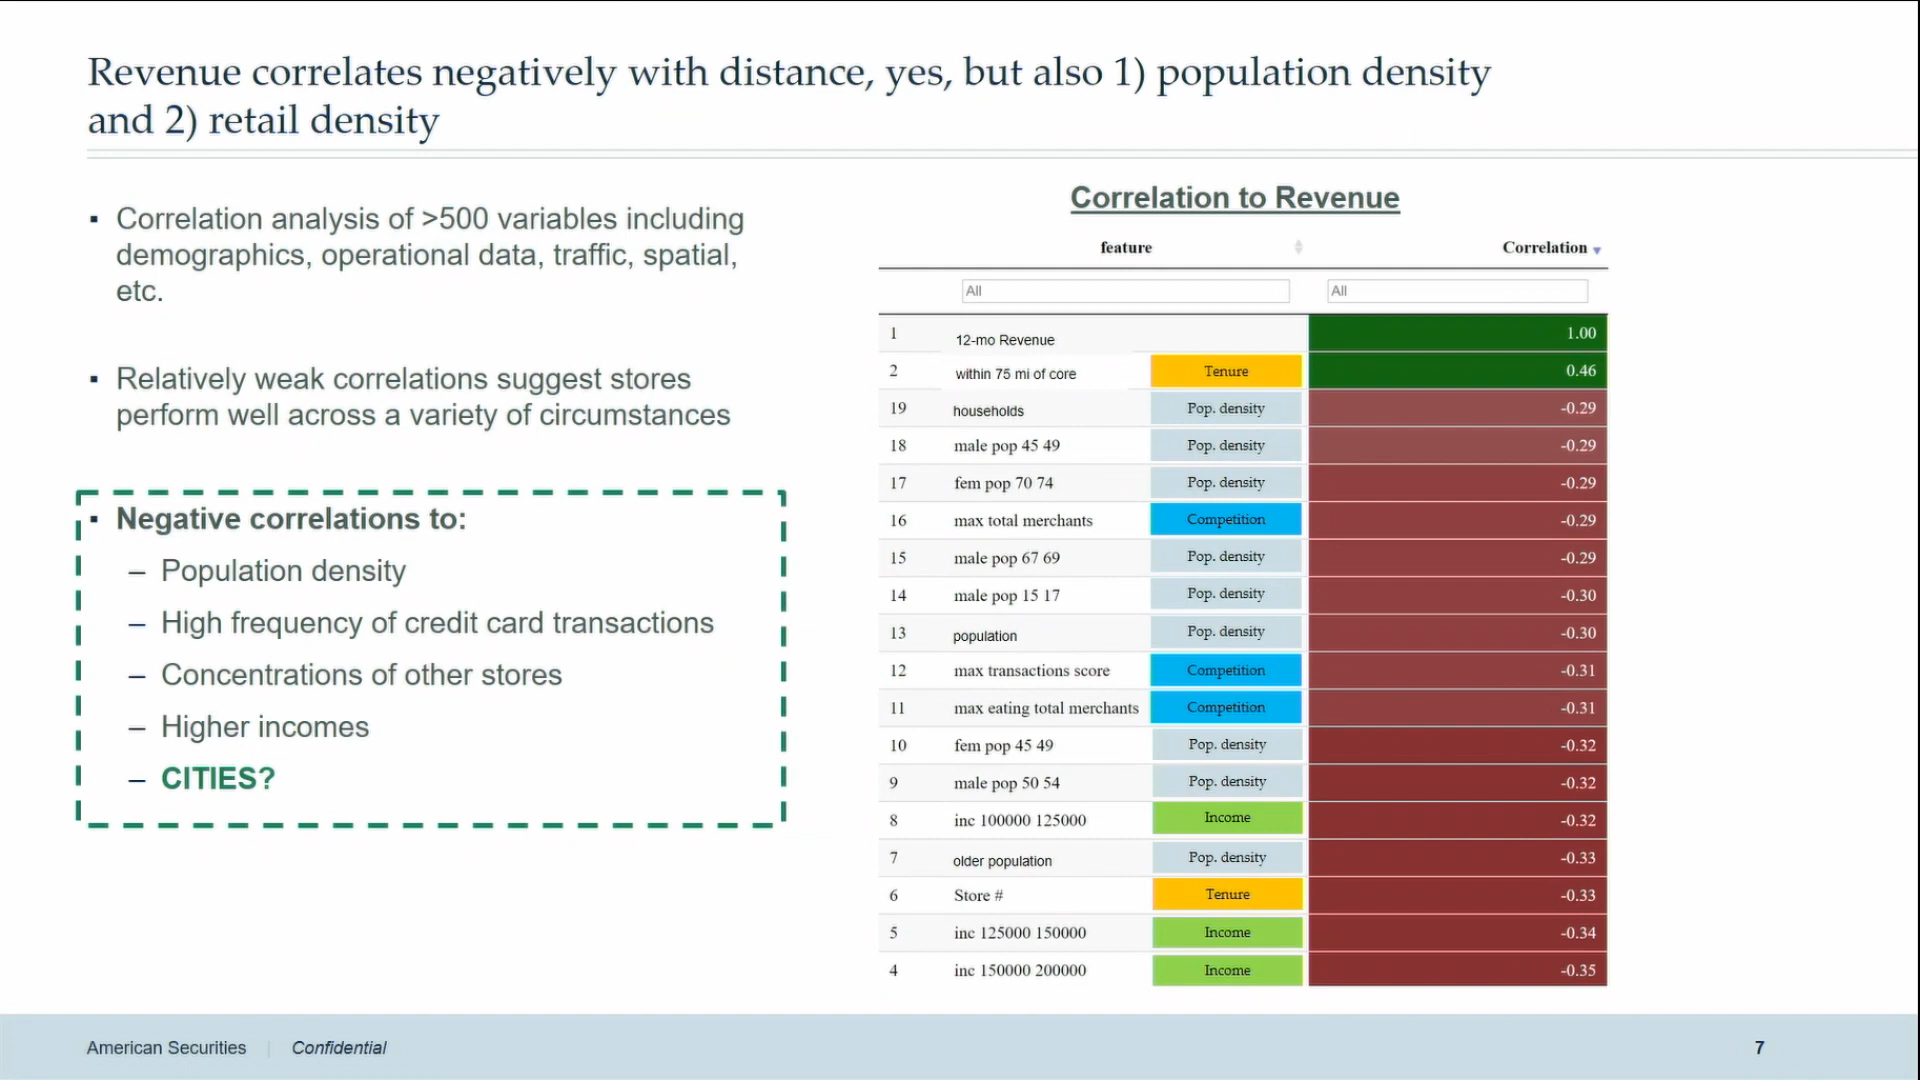 Revenue correlates negatively with distance, yes, but also 1) population density
and 2) retail density
▪ Correlation analysis of >500 variables including
demographics, operational data, traffic, spatial,
etc.
▪ Relatively weak correlations suggest stores
perform well across a variety of circumstances
▪ Negative correlations to:
– Population density
– High frequency of credit card transactions
– Concentrations of other stores
– Higher incomes
– CITIES?
Correlation to Revenue
feature Correlation
All All
1 12-mo Revenue 1.00
2 within 75 mi of core Tenure 0.46
19 households Pop. density -0.29
18 male pop 45 49 Pop. density -0.29
17 fem pop 70 74 Pop. density -0.29
16 max total merchants Competition -0.29
15 male pop 67 69 Pop. density -0.29
14 male pop 15 17 Pop. density -0.30
13 population Pop. density -0.30
12 max transactions score Competition -0.31
11 max eating total merchants Competition -0.31
10 fem pop 45 49 Pop. density -0.32
9 male pop 50 54 Pop. density -0.32
8 inc 100000 125000 Income -0.32
7 older population Pop. density -0.33
6 Store # Tenure -0.33
5 inc 125000 150000 Income -0.34
4 inc 150000 200000 Income -0.35
American Securities | Confidential 7